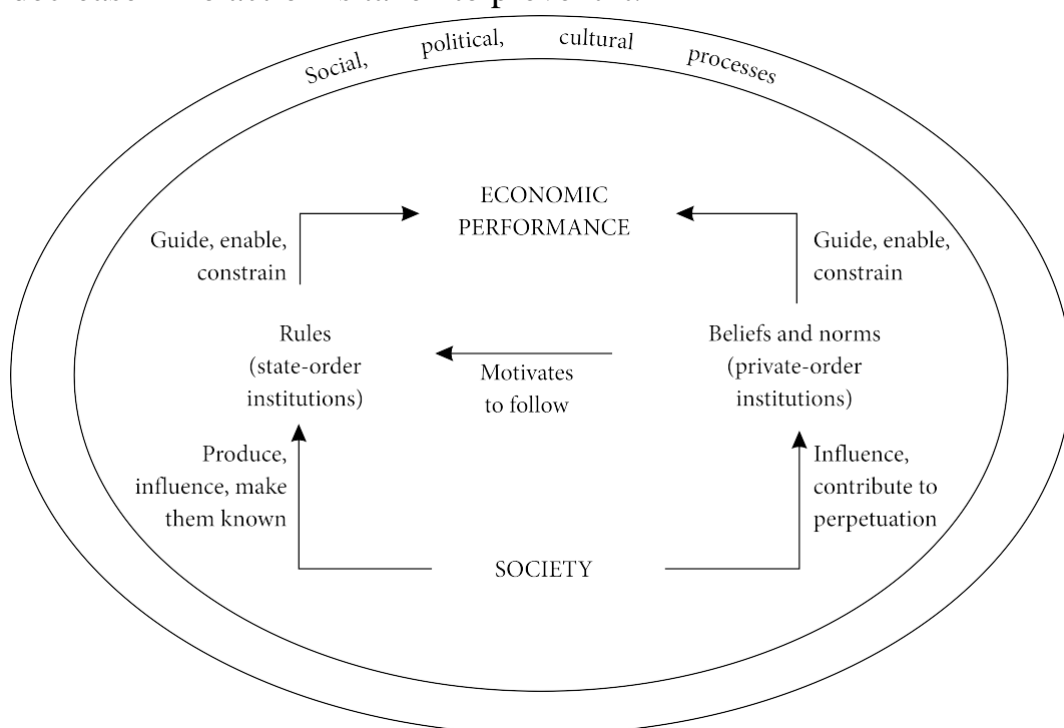 Social, political, cultural processes
ECONOMIC
PERFORMANCE
Guide, enable,
constrain
Guide, enable,
constrain
Rules
(state-order
institutions)
Motivates
to follow
Beliefs and norms
(private-order
institutions)
Produce,
influence, make
them known
Influence,
contribute to
perpetuation
SOCIETY